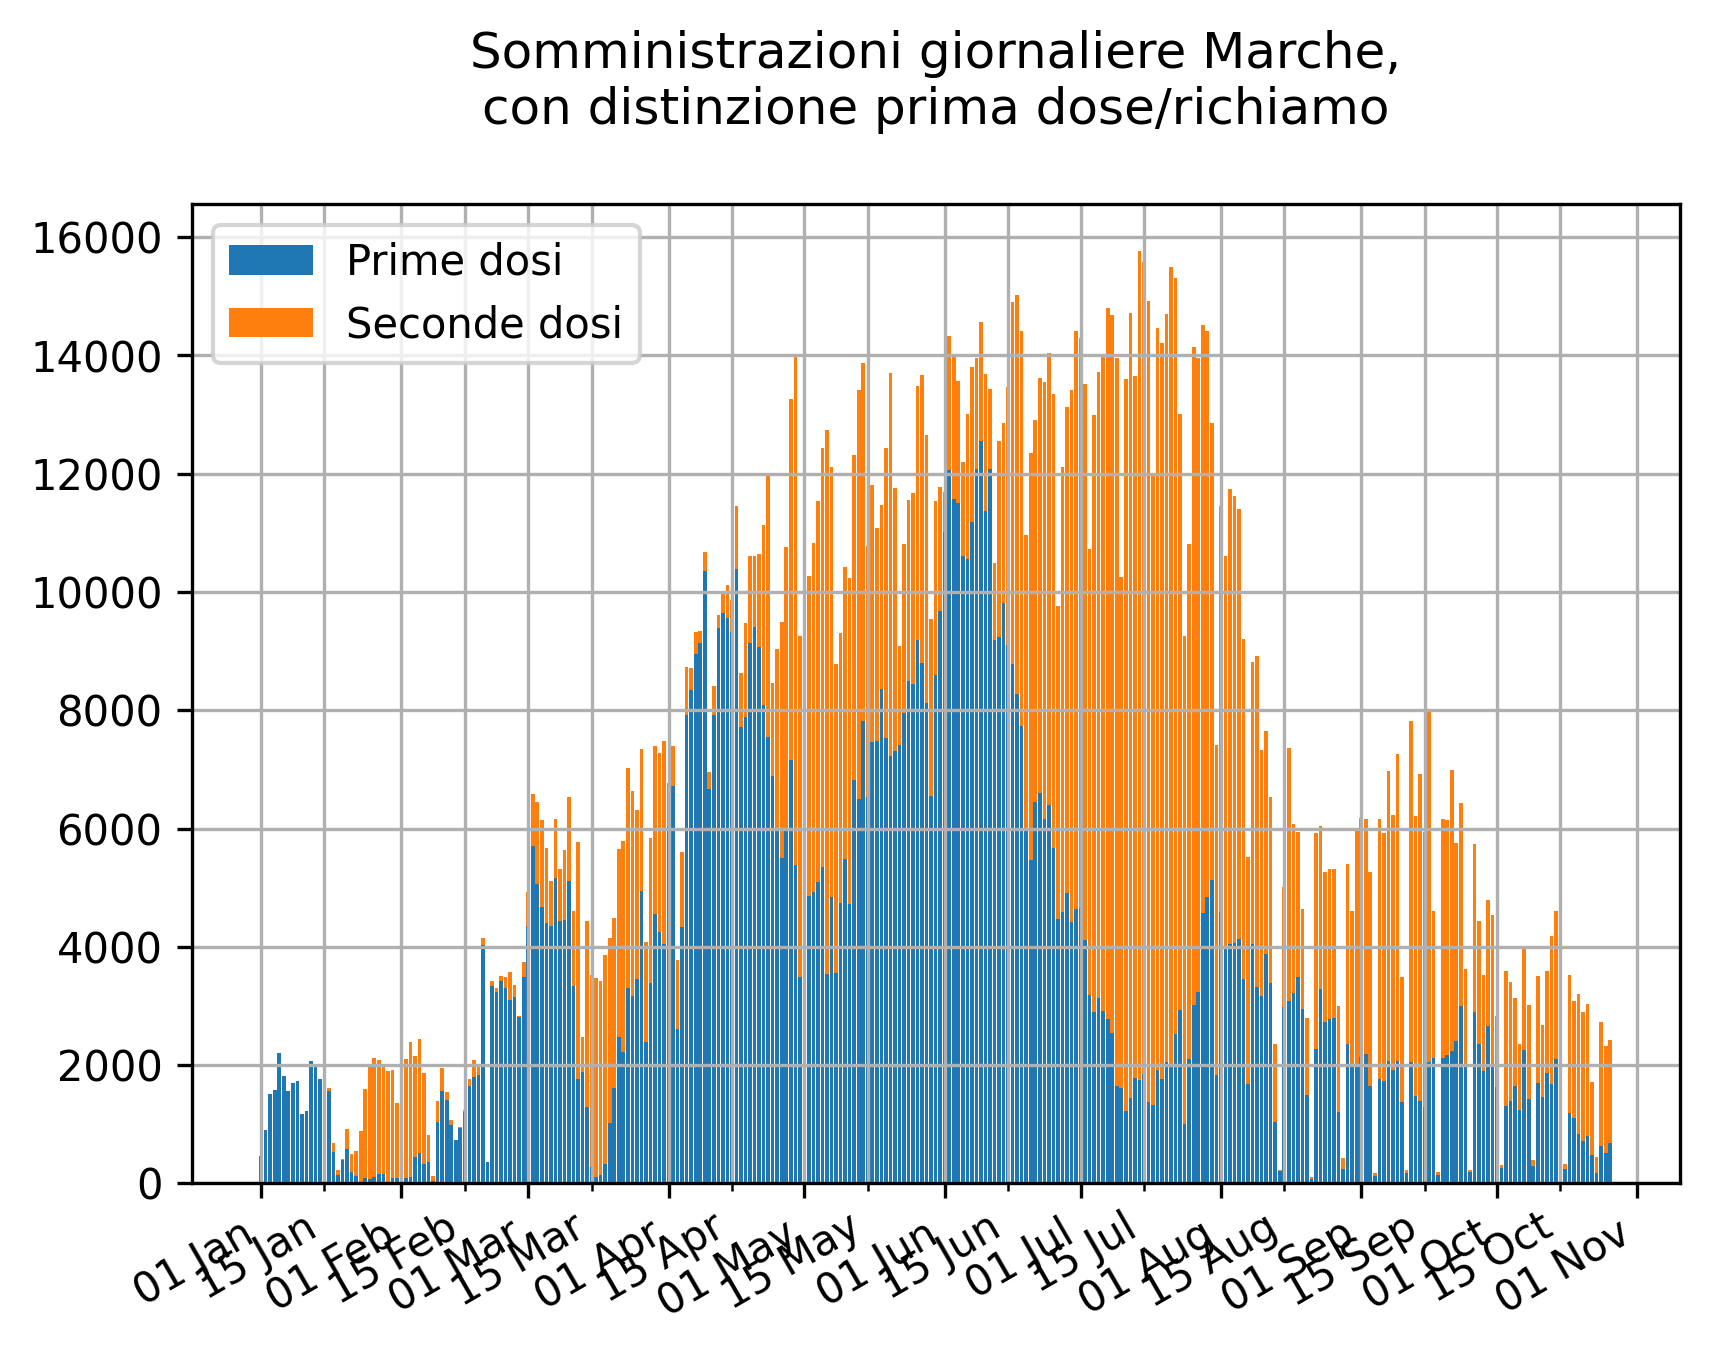 Somministrazioni giornaliere Marche,
con distinzione prima dose/richiamo
Prime dosi
Seconde dosi
16000
14000
12000
10000
8000
6000
4000
2000
0
01 Jan
15 Jan
01 Feb
15 Feb
01 Mar
15 Mar
01 Apr
15 Apr
01 May
15 May
01 Jun
15 Jun
01 Jul
15 Jul
01 Aug
15 Aug
01 Sep
15 Sep
01 Oct
15 Oct
01 Nov